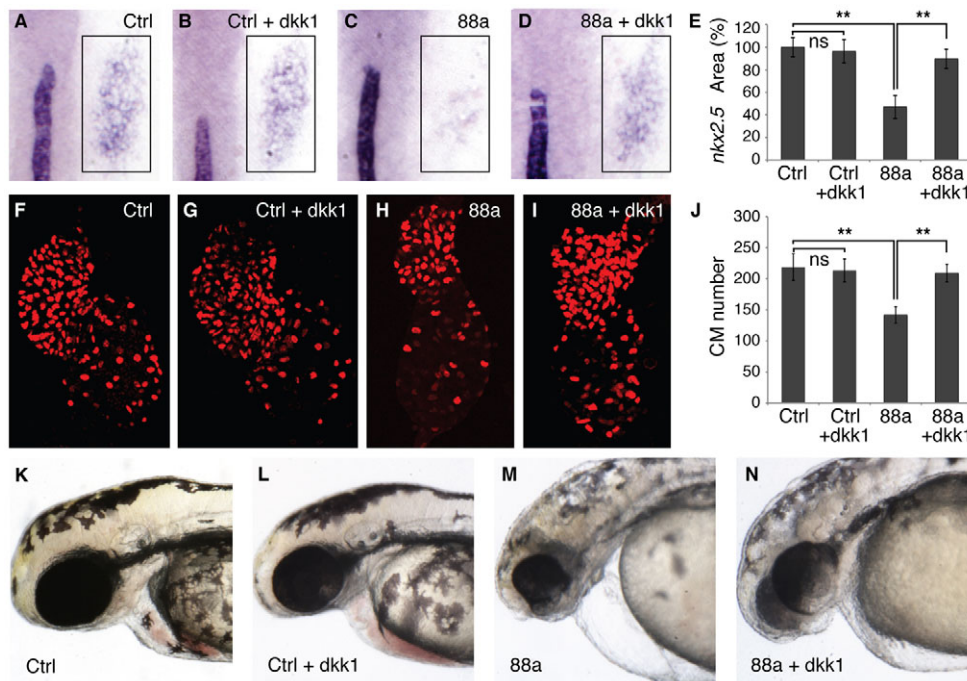 A Ctrl
B Ctrl + dkk1
C 88a
D 88a + dkk1
E
nkx2.5 Area (%)
120
100
80
60
40
20
0
** **
ns
Ctrl Ctrl +dkk1 88a 88a +dkk1
F Ctrl
G Ctrl + dkk1
H 88a
I 88a + dkk1
J
CM number
300
250
200
150
100
50
0
** **
ns
Ctrl Ctrl +dkk1 88a 88a +dkk1
K
Ctrl
L
Ctrl + dkk1
M
88a
N
88a + dkk1